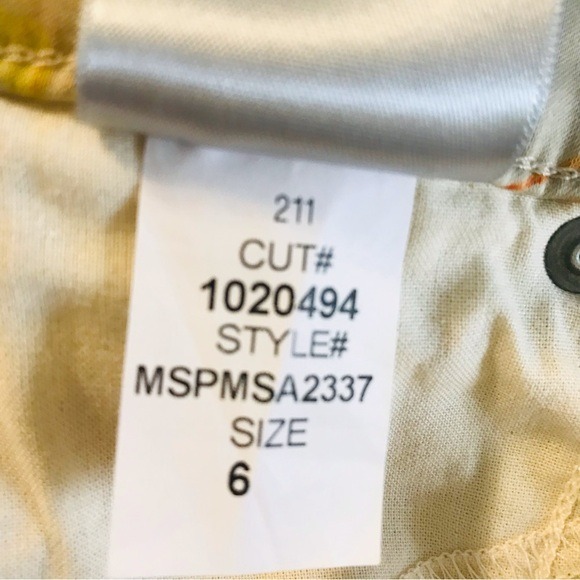 211
CUT#
1020494
STYLE#
MSPMSA2337
SIZE
6